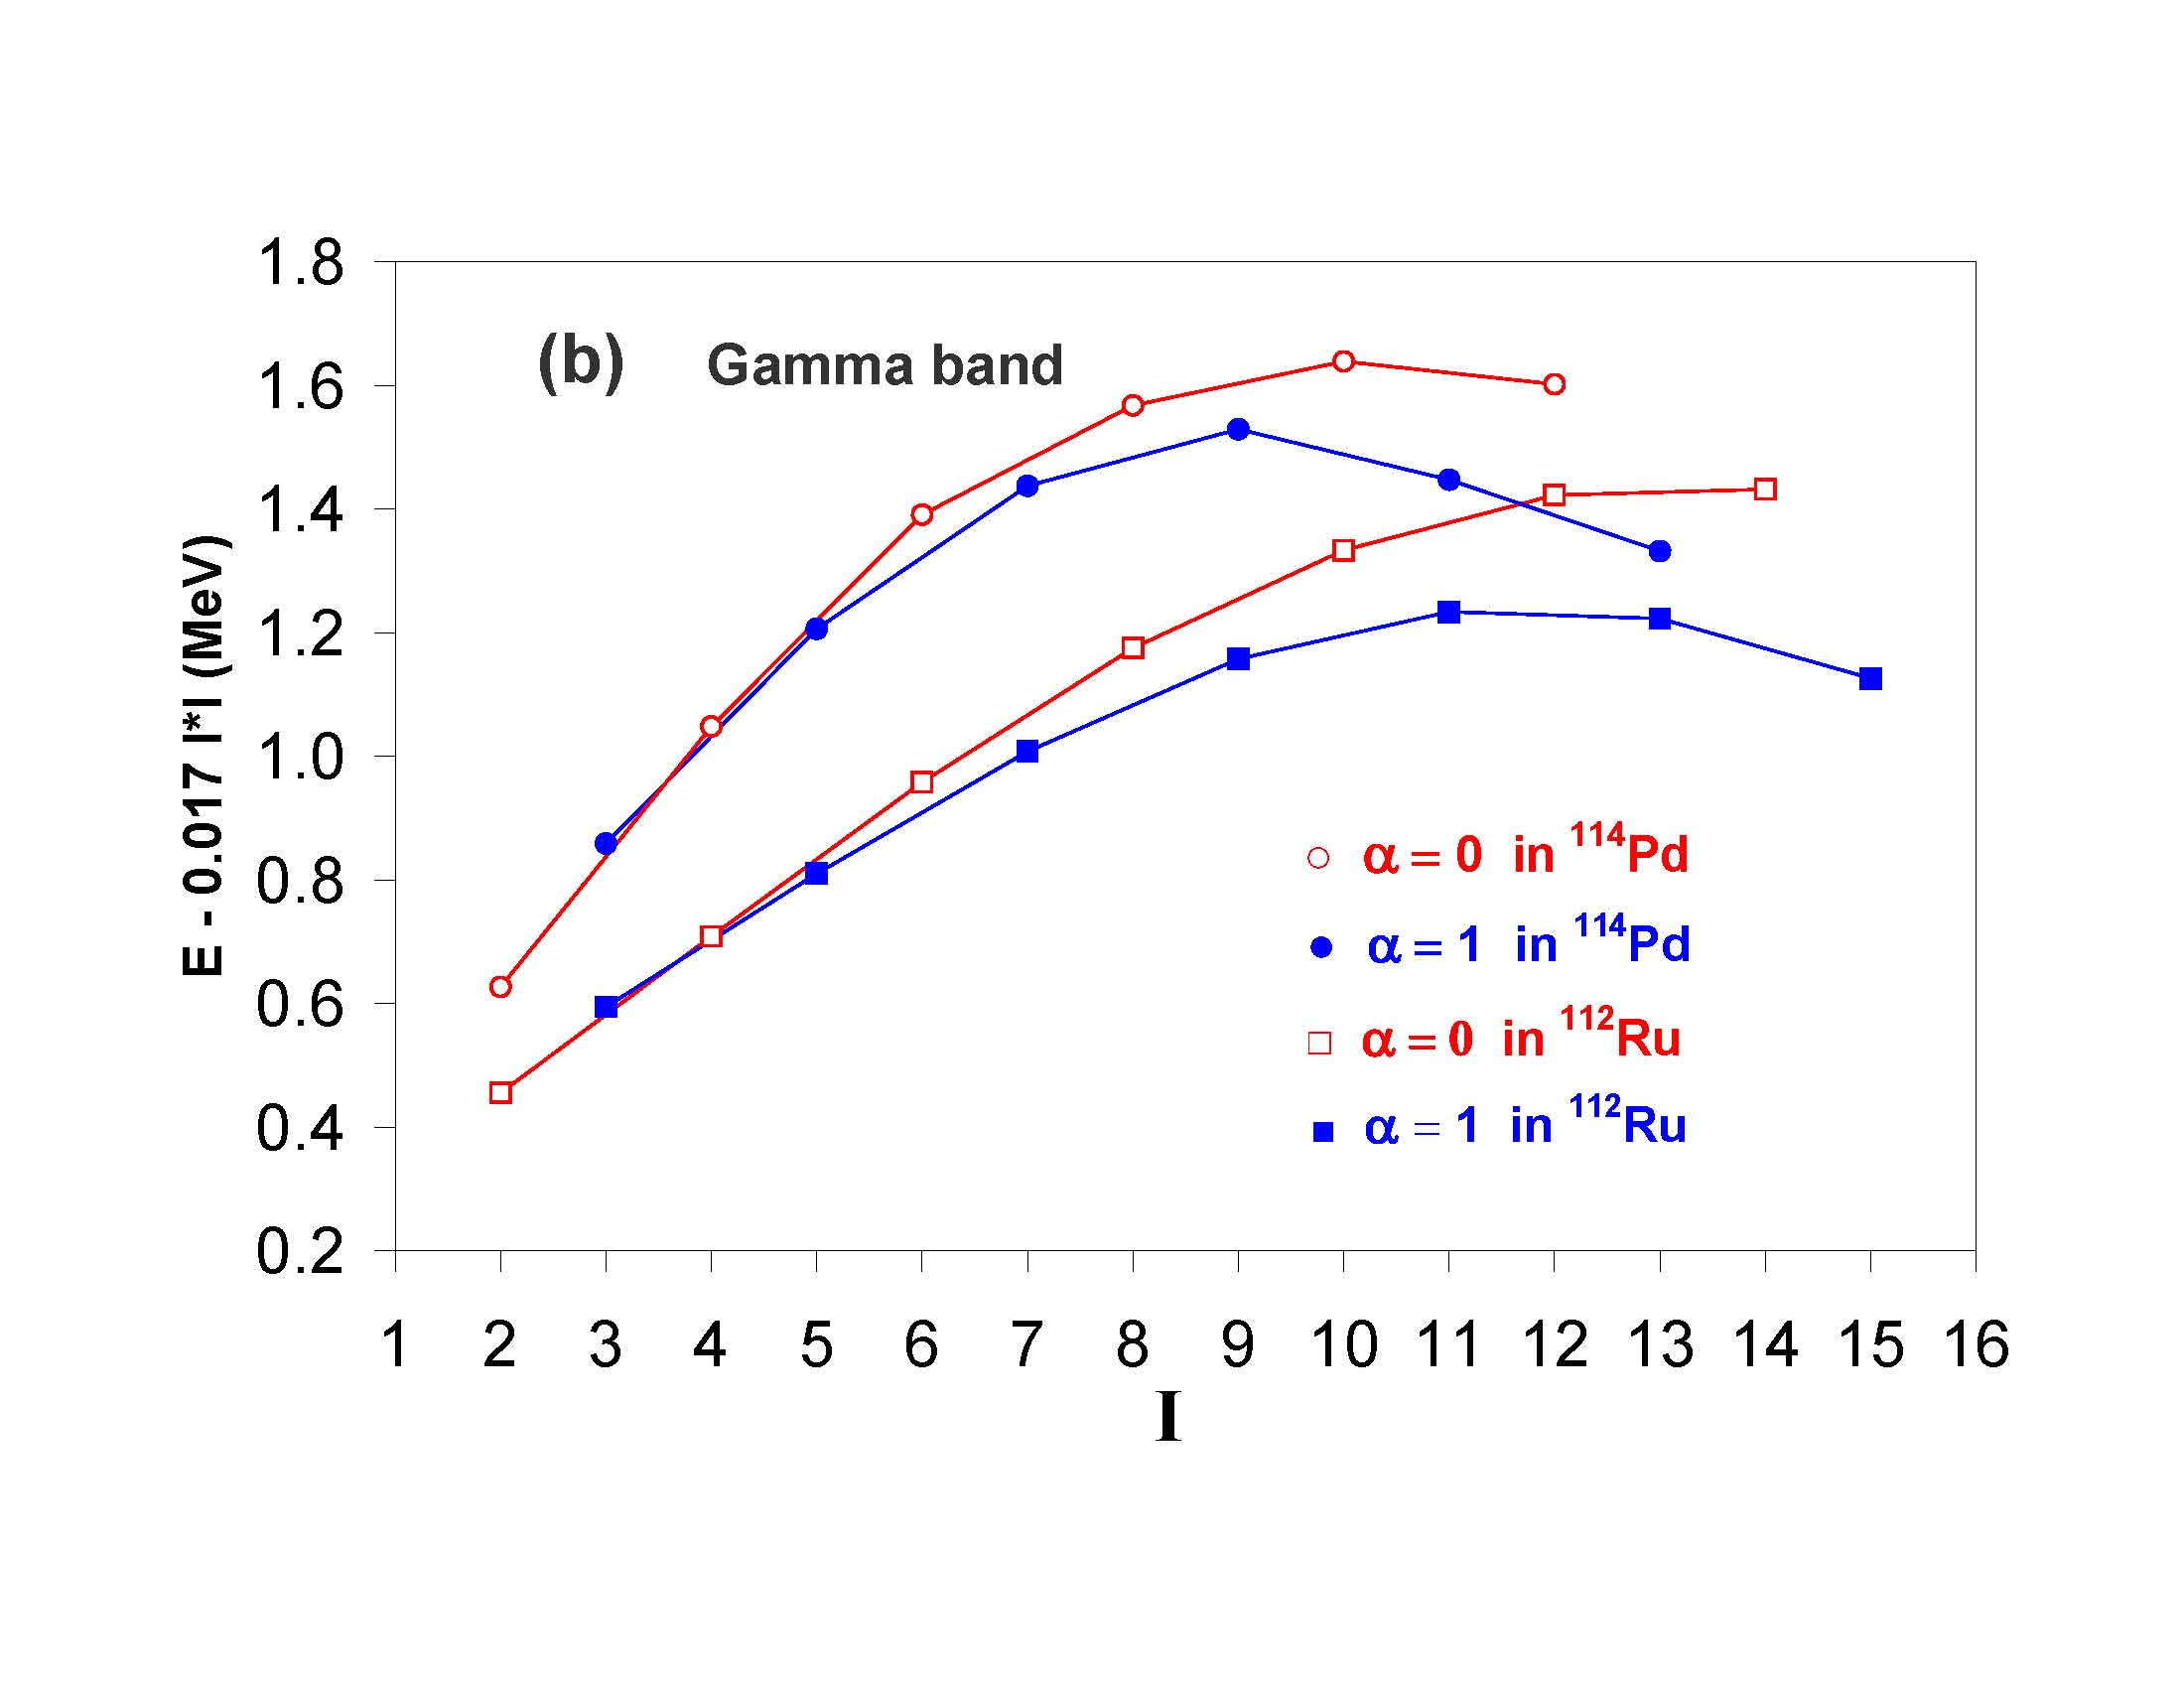 1.8
(b) Gamma band
1.6
1.4
1.2
1.0
0.8
0.6
0.4
0.2
E - 0.017 I*I (MeV)
α = 0 in ¹¹⁴Pd
α = 1 in ¹¹⁴Pd
α = 0 in ¹¹²Ru
α = 1 in ¹¹²Ru
1 2 3 4 5 6 7 8 9 10 11 12 13 14 15 16
I